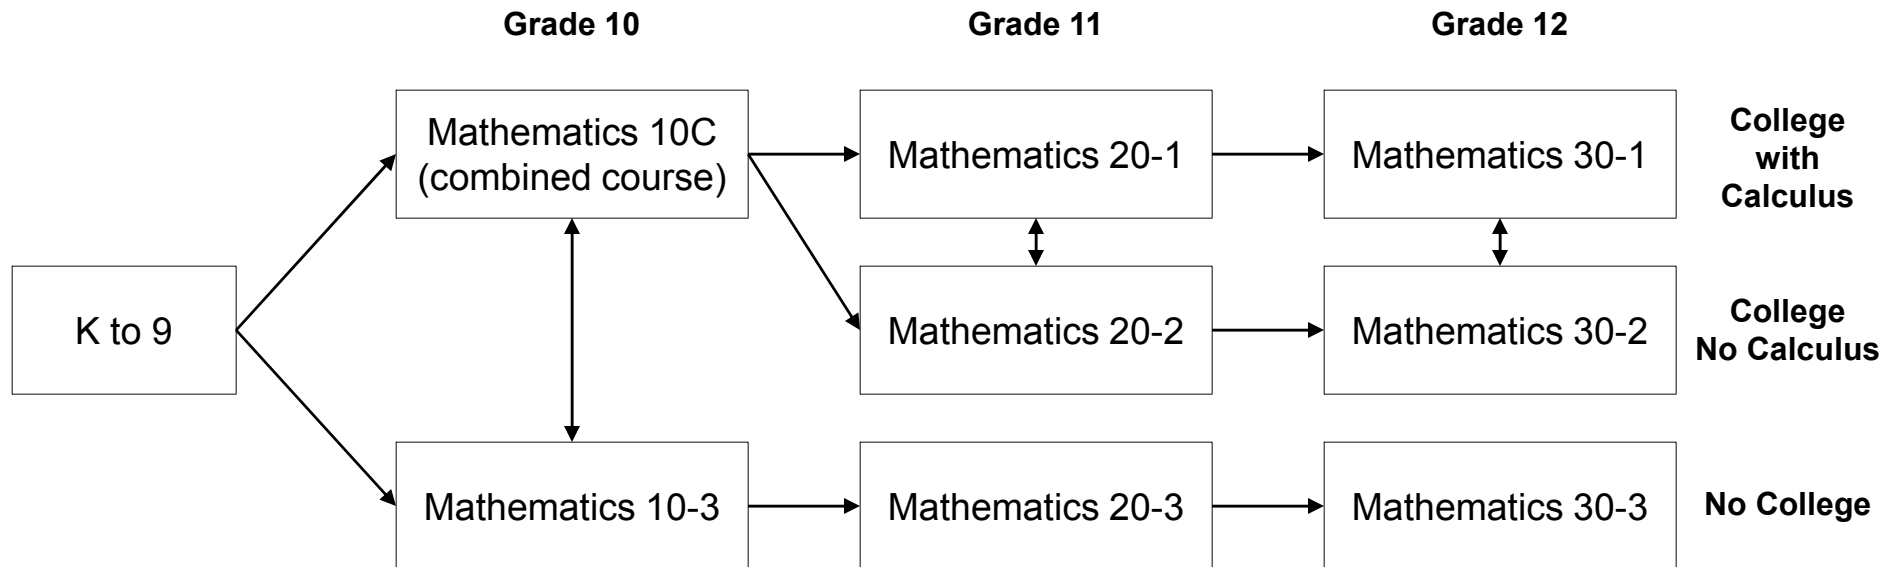 Grade 10
Grade 11
Grade 12
Mathematics 10C
(combined course)
Mathematics 20-1
Mathematics 30-1
College
with
Calculus
K to 9
Mathematics 20-2
Mathematics 30-2
College
No Calculus
Mathematics 10-3
Mathematics 20-3
Mathematics 30-3
No College